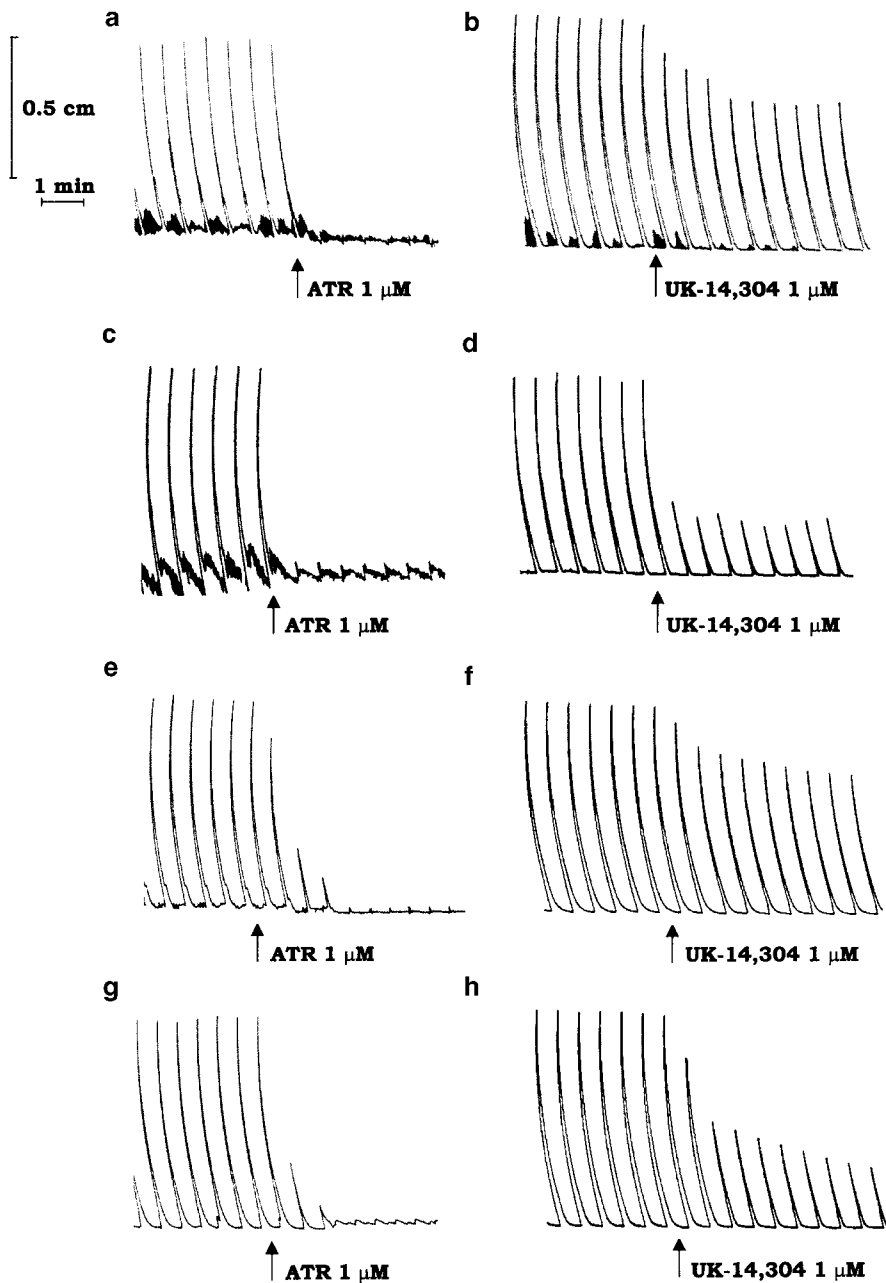 a
b
0.5 cm
1 min
ATR 1 μM
UK-14,304 1 μM
c
d
ATR 1 μM
UK-14,304 1 μM
e
f
ATR 1 μM
UK-14,304 1 μM
g
h
ATR 1 μM
UK-14,304 1 μM